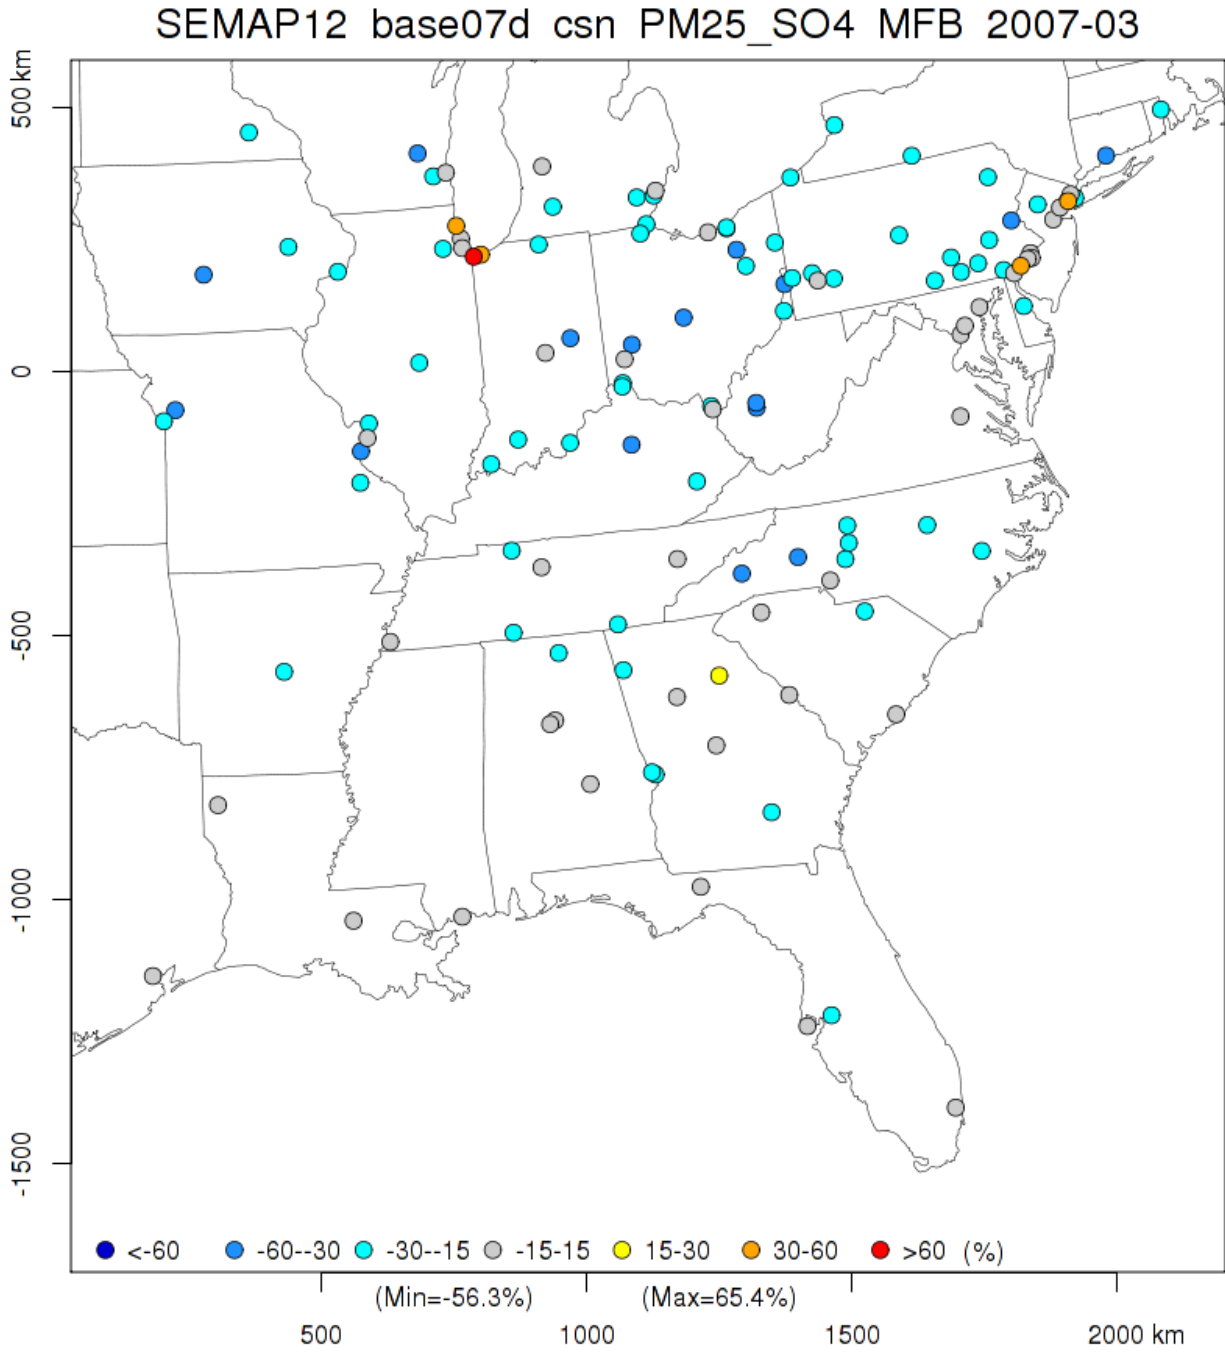 SEMAP12 base07d csn PM25_SO4 MFB 2007-03
500 km
0
-500
-1000
-1500
<-60 -60--30 -30--15 -15-15 15-30 30-60 >60 (%)
(Min=-56.3%) (Max=65.4%)
500 1000 1500 2000 km